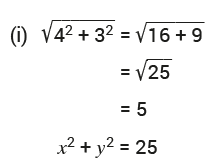 (i) √4² + 3² = √16 + 9
= √25
= 5
x² + y² = 25